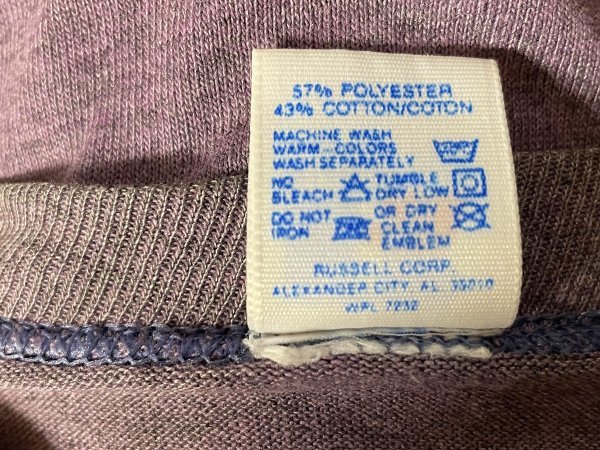 57% POLYESTER
43% COTTON/COTON
MACHINE WASH
WARM-COLORS
WASH SEPARATELY
NO BLEACH TUMBLE DRY LOW
DO NOT IRON OR DRY CLEAN EMBLEM
RUSSELL CORP.
ALEXANDER CITY, AL 35010
WPL 7232